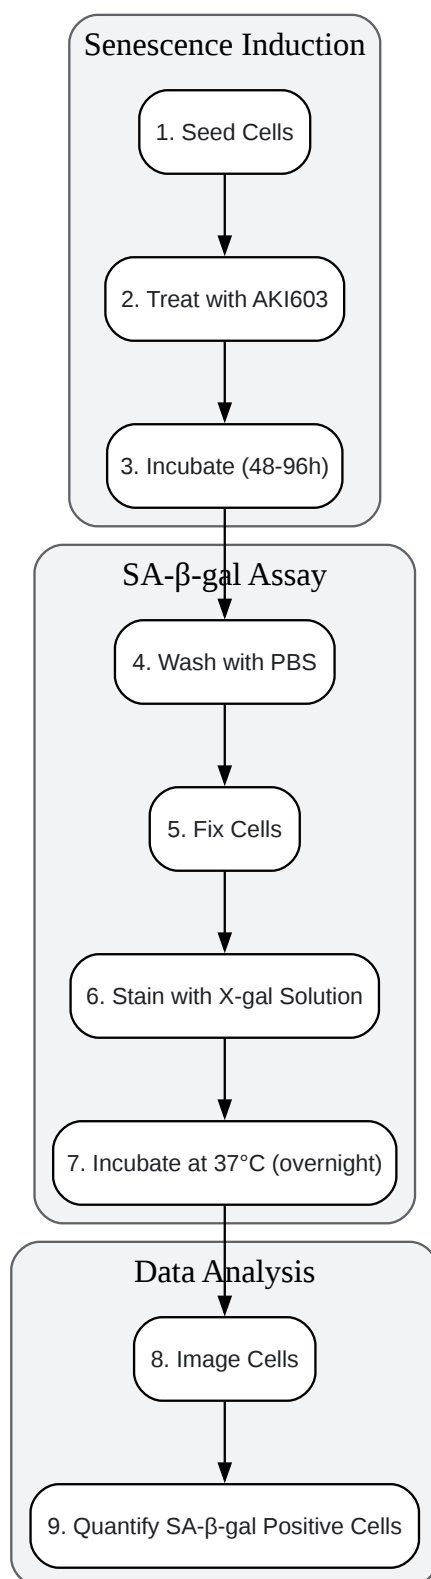 Senescence Induction
1. Seed Cells
2. Treat with AKI603
3. Incubate (48-96h)
SA-β-gal Assay
4. Wash with PBS
5. Fix Cells
6. Stain with X-gal Solution
7. Incubate at 37°C (overnight)
Data Analysis
8. Image Cells
9. Quantify SA-β-gal Positive Cells